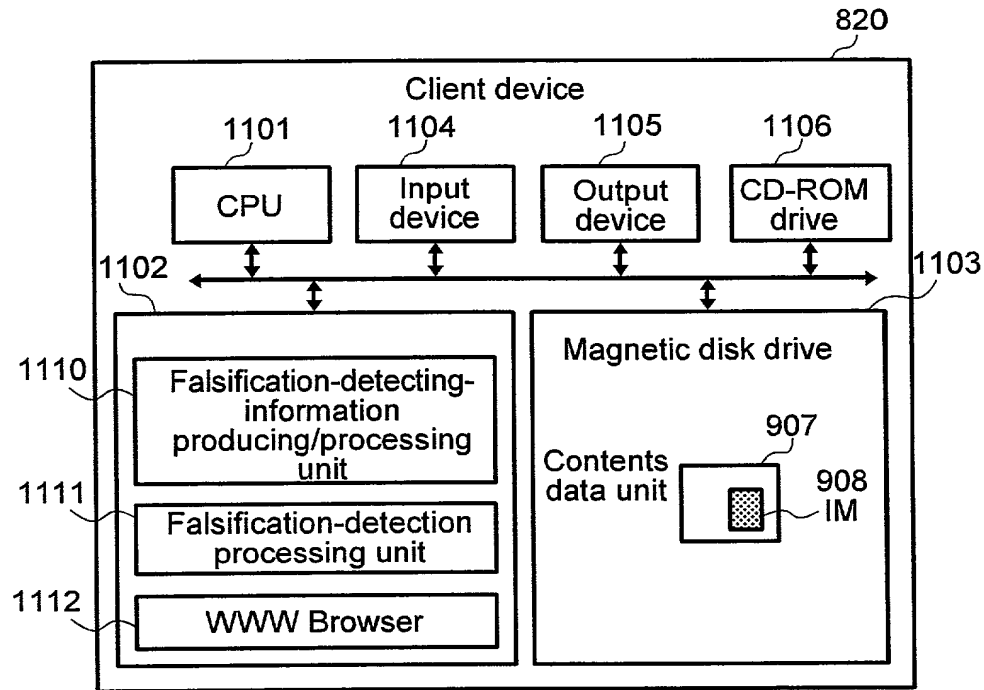 820
Client device
1101
1104
1105
1106
CPU
Input
device
Output
device
CD-ROM
drive
1102
1103
1110
Falsification-detecting-
information
producing/processing
unit
1111
Falsification-detection
processing unit
1112
WWW Browser
Magnetic disk drive
907
Contents
data unit
908
IM